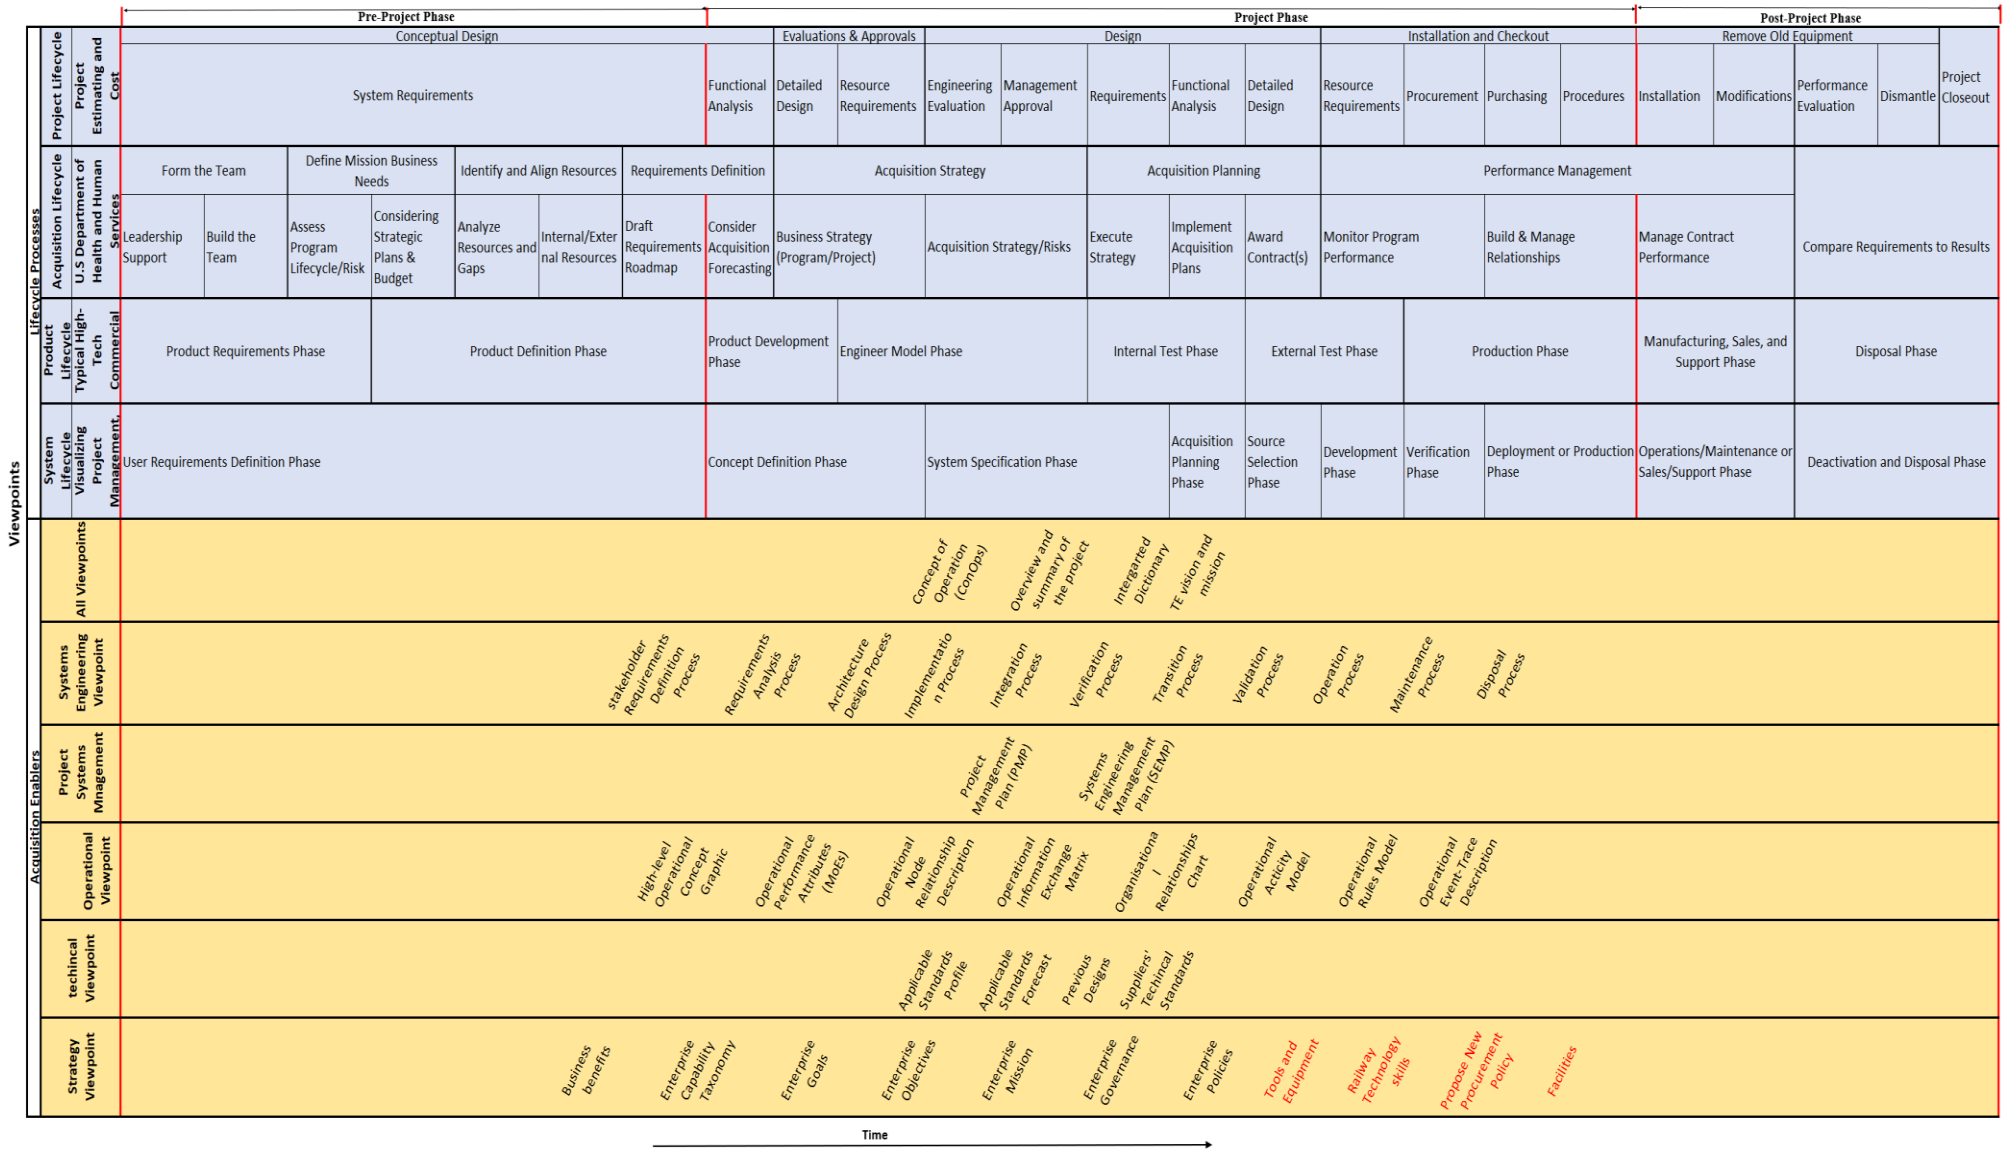 Pre-Project Phase
Project Phase
Post-Project Phase
Viewpoints
Lifecycle Processes
Project Lifecycle
Project
Estimating and
Cost
Conceptual Design
Evaluations & Approvals
Design
Installation and Checkout
Remove Old Equipment
System Requirements
Functional
Analysis
Detailed
Design
Resource
Requirements
Engineering
Evaluation
Management
Approval
Requirements
Functional
Analysis
Detailed
Design
Resource
Requirements
Procurement
Purchasing
Procedures
Installation
Modifications
Performance
Evaluation
Dismantle
Project
Closeout
Acquisition Lifecycle
U.S Department of
Health and Human
Services
Form the Team
Define Mission Business
Needs
Identify and Align Resources
Requirements Definition
Acquisition Strategy
Acquisition Planning
Performance Management
Leadership
Support
Build the
Team
Assess
Program
Lifecycle/Risk
Considering
Strategic
Plans &
Budget
Analyze
Resources and
Gaps
Internal/Exter
nal Resources
Draft
Requirements
Roadmap
Consider
Acquisition
Forecasting
Business Strategy
(Program/Project)
Acquisition Strategy/Risks
Execute
Strategy
Implement
Acquisition
Plans
Award
Contract(s)
Monitor Program
Performance
Build & Manage
Relationships
Manage Contract
Performance
Compare Requirements to Results
Product
Lifecycle
Typical High-
Tech
Commercial
Product Requirements Phase
Product Definition Phase
Product Development
Phase
Engineer Model Phase
Internal Test Phase
External Test Phase
Production Phase
Manufacturing, Sales, and
Support Phase
Disposal Phase
System
Lifecycle
Visualizing
Project
Management,
User Requirements Definition Phase
Concept Definition Phase
System Specification Phase
Acquisition
Planning
Phase
Source
Selection
Phase
Development
Phase
Verification
Phase
Deployment or Production
Phase
Operations/Maintenance or
Sales/Support Phase
Deactivation and Disposal Phase
Acquisition Enablers
All Viewpoints
Concept of
Operation
(ConOps)
Overview and
summary of
the project
Intergarted
Dictionary
TE vision and
mission
Systems
Engineering
Viewpoint
stakeholder
Requirements
Definition
Process
Requirements
Analysis
Process
Architecture
Design Process
Implementatio
n Process
Integration
Process
Verification
Process
Transition
Process
Validation
Process
Operation
Process
Maintenance
Process
Disposal
Process
Project
Systems
Mnagement
Project
Management
Plan (PMP)
Systems
Engineering
Management
Plan (SEMP)
Operational
Viewpoint
High-level
Operational
Concept
Graphic
Operational
Performance
Attributes
(MoEs)
Operational
Node
Relationship
Description
Operational
Information
Exchange
Matrix
Organisationa
l
Relationships
Chart
Operational
Acticity
Model
Operational
Rules Model
Operational
Event-Trace
Description
techincal
Viewpoint
Applicable
Standards
Profile
Applicable
Standards
Forecast
Previous
Designs
Suppliers'
Techincal
Standards
Strategy
Viewpoint
Business
benefits
Enterprise
Capability
Taxonomy
Enterprise
Goals
Enterprise
Objectives
Enterprise
Mission
Enterprise
Governance
Enterprise
Policies
Tools and
Equipment
Railway
Technology
skills
Propose New
Procurement
Policy
Facilities
Time